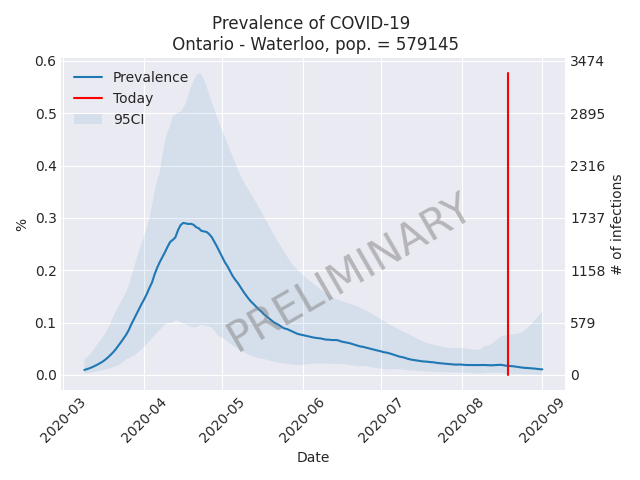 Prevalence of COVID-19
Ontario - Waterloo, pop. = 579145
Prevalence
Today
95CI
0.6
0.5
0.4
0.3
0.2
0.1
0.0
%
3474
2895
2316
1737
1158
579
0
# of infections
PRELIMINARY
2020-03
2020-04
2020-05
2020-06
2020-07
2020-08
2020-09
Date